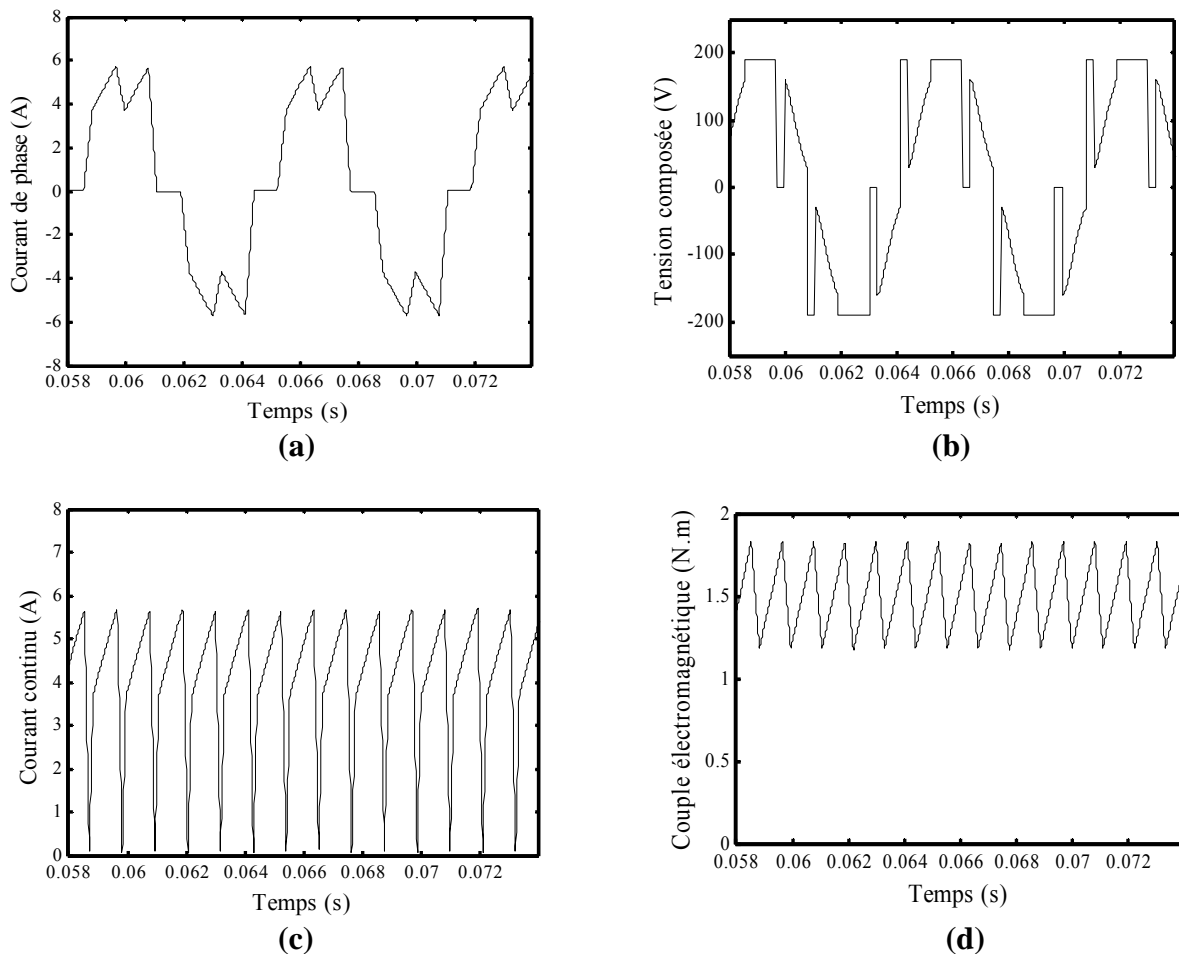 8
6
4
2
0
-2
-4
-6
-8
Courant de phase (A)
0.058 0.06 0.062 0.064 0.066 0.068 0.07 0.072
Temps (s)
(a)
200
100
0
-100
-200
Tension composée (V)
0.058 0.06 0.062 0.064 0.066 0.068 0.07 0.072
Temps (s)
(b)
8
7
6
5
4
3
2
1
0
Courant continu (A)
0.058 0.06 0.062 0.064 0.066 0.068 0.07 0.072
Temps (s)
(c)
2
1.5
1
0.5
0
Couple électromagnétique (N.m)
0.058 0.06 0.062 0.064 0.066 0.068 0.07 0.072
Temps (s)
(d)